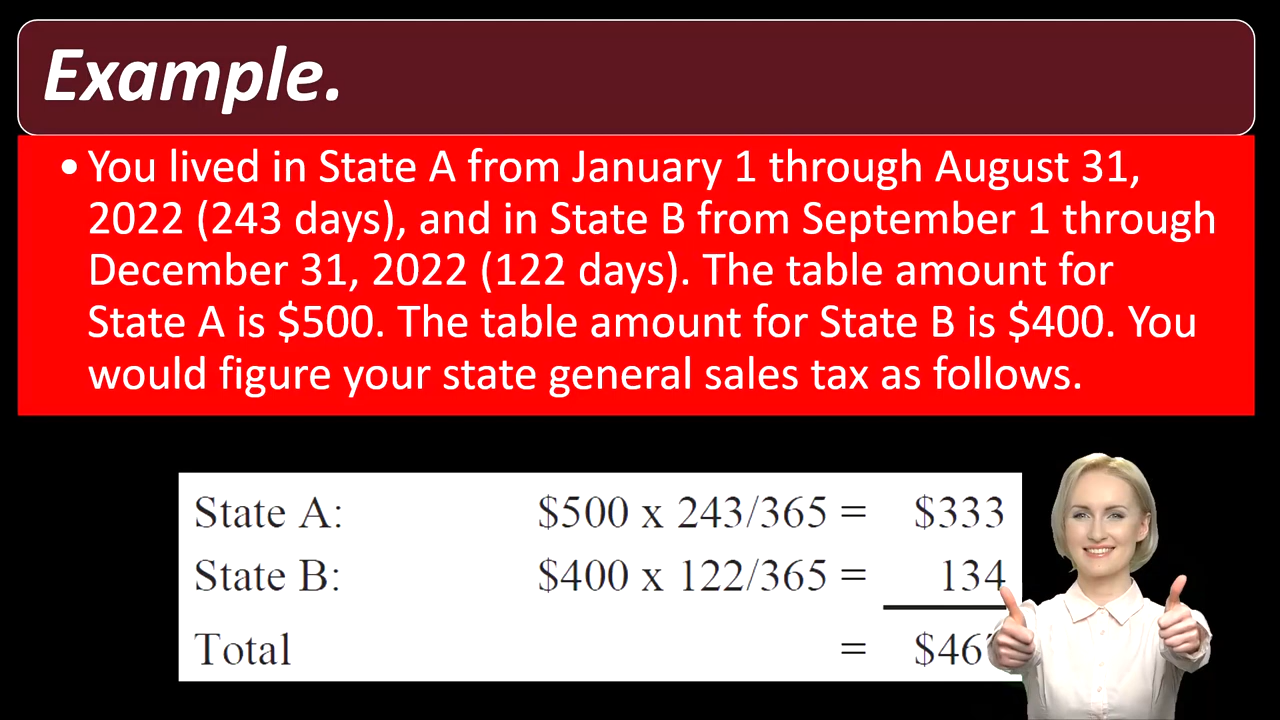 Example.
• You lived in State A from January 1 through August 31,
2022 (243 days), and in State B from September 1 through
December 31, 2022 (122 days). The table amount for
State A is $500. The table amount for State B is $400. You
would figure your state general sales tax as follows.
State A: $500 x 243/365 = $333
State B: $400 x 122/365 = 134
Total =